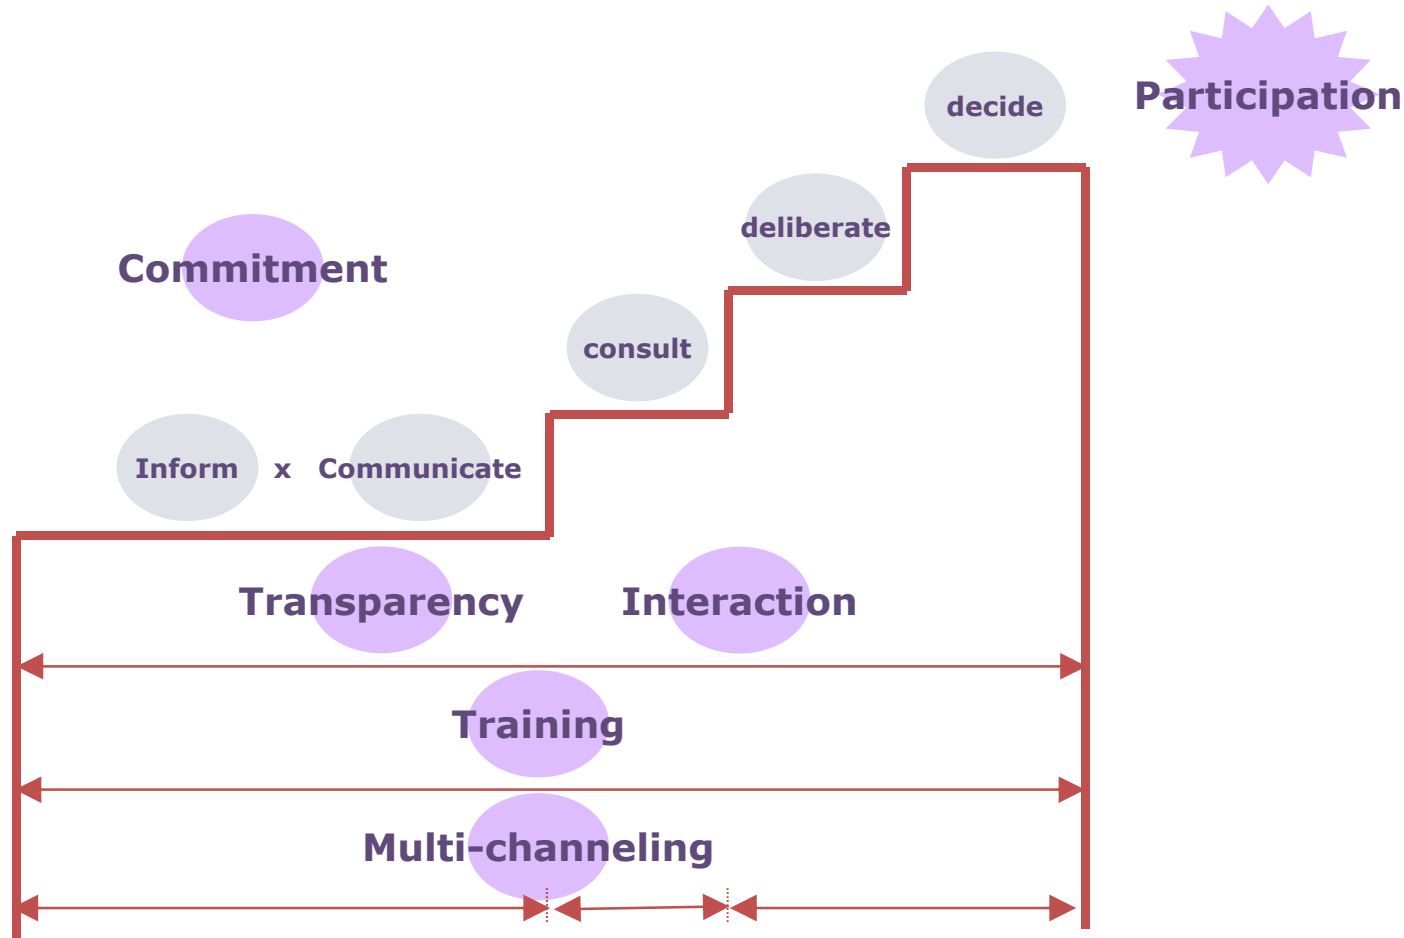 Participation
decide
deliberate
Commitment
consult
Inform x Communicate
Transparency Interaction
Training
Multi-channeling